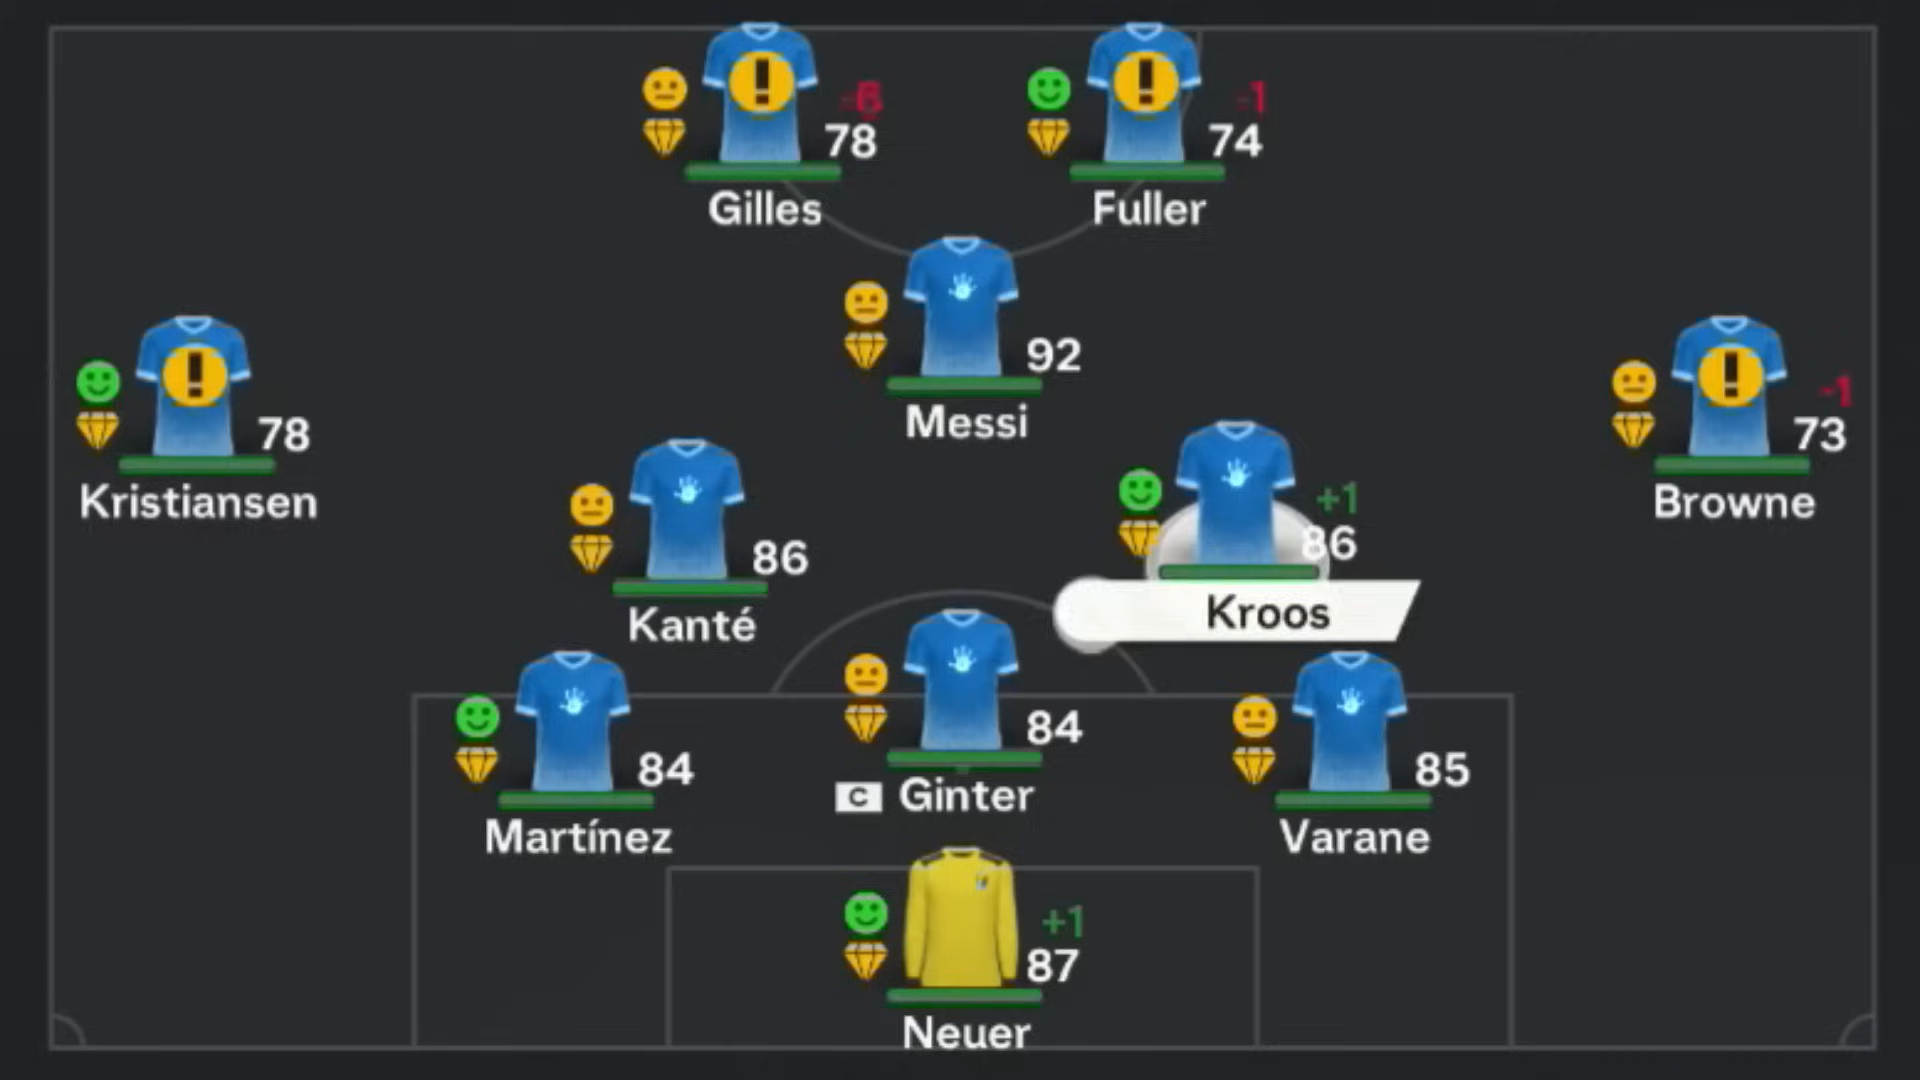 ! -6
78
Gilles
! -1
74
Fuller
92
Messi
!
78
Kristiansen
! -1
73
Browne
86
Kanté
+1
86
Kroos
84
Martínez
84
C Ginter
85
Varane
+1
87
Neuer